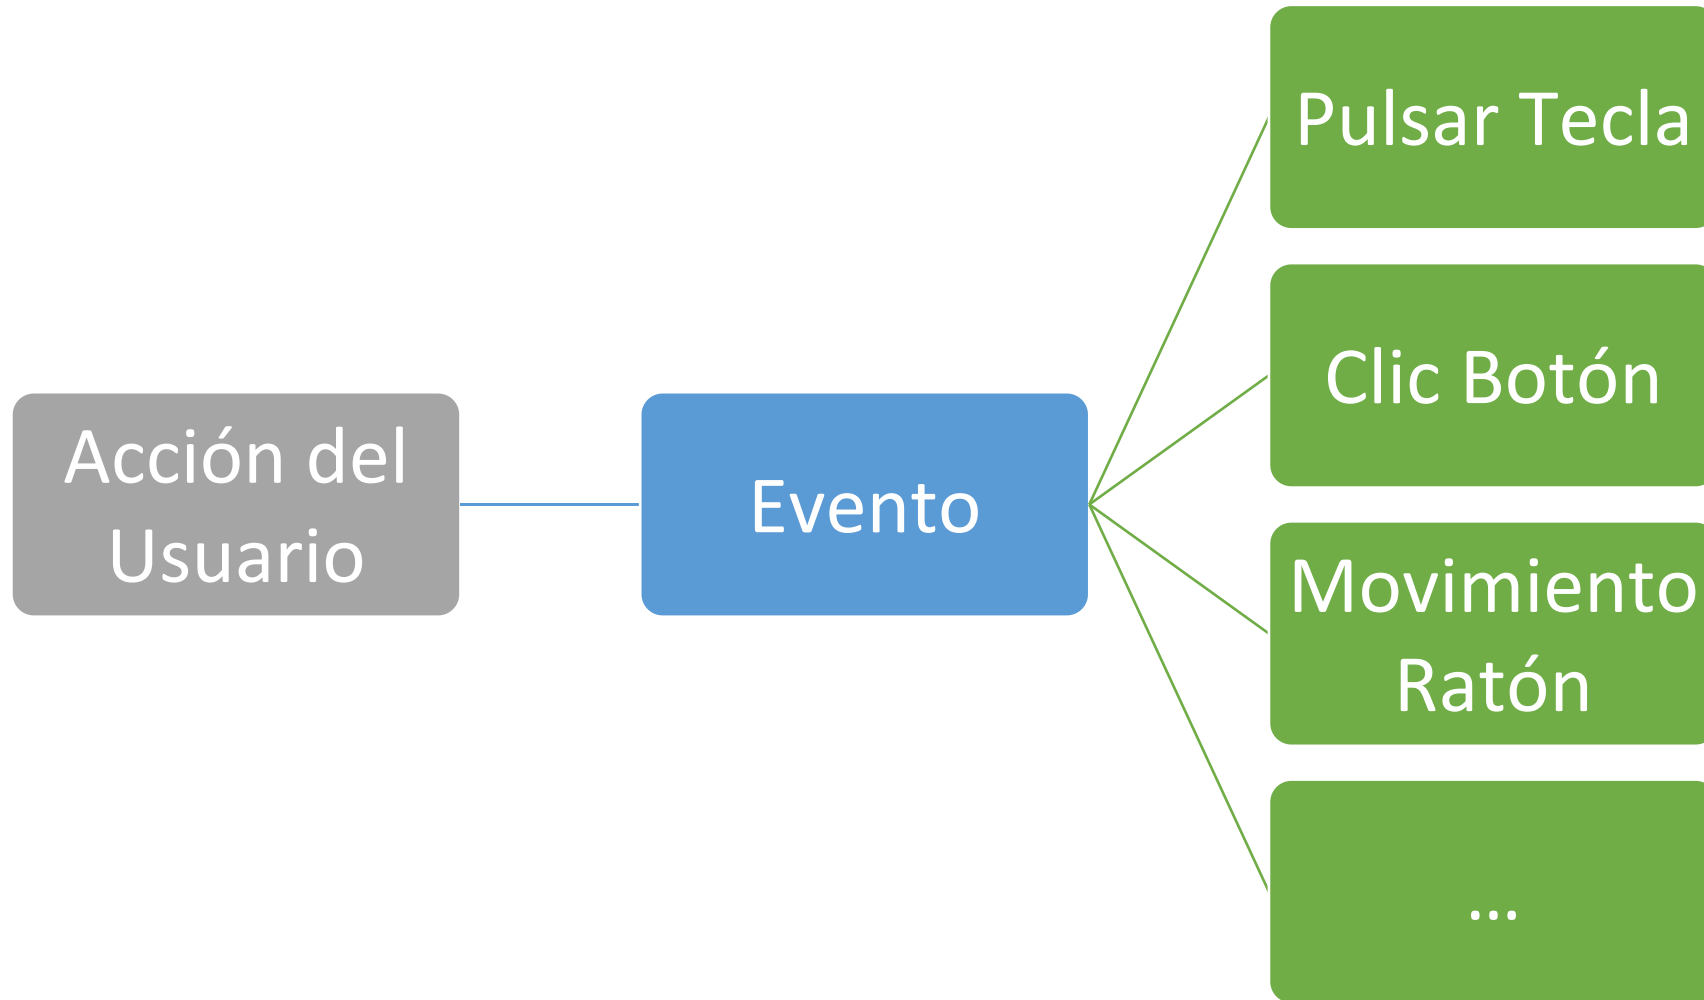 Pulsar Tecla
Clic Botón
Acción del
Usuario
Evento
Movimiento
Ratón
...